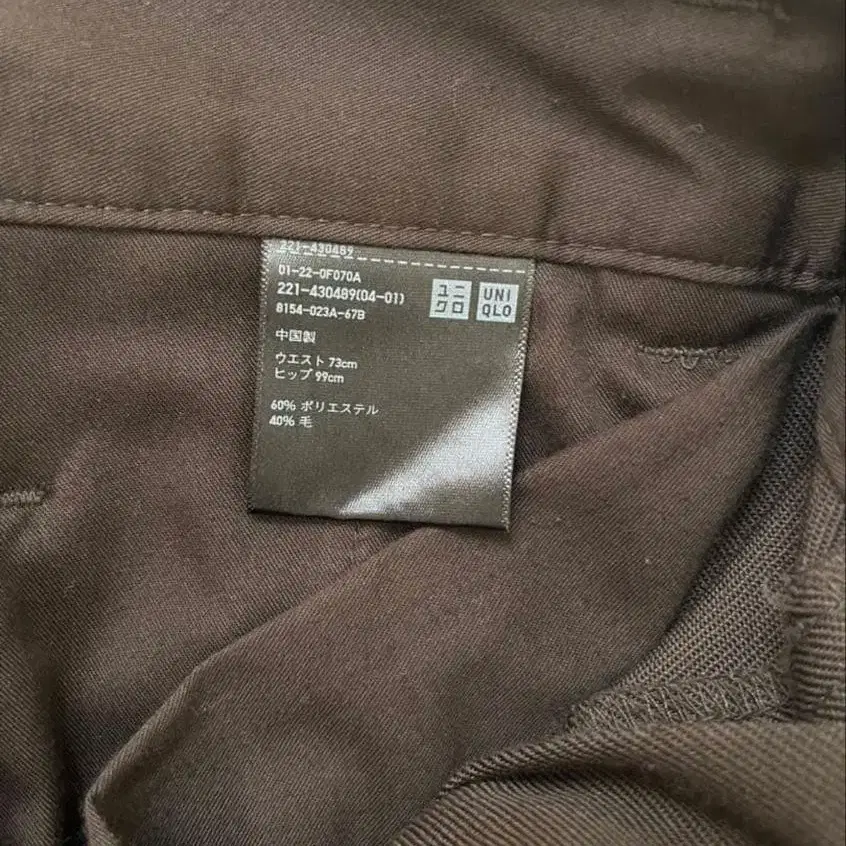 221-430489
01-22-0F070A
221-430489(04-01)
8154-023A-67B
ユニ
クロ
UNI
QLO
中国製
ウエスト 73cm
ヒップ 99cm
60% ポリエステル
40% 毛